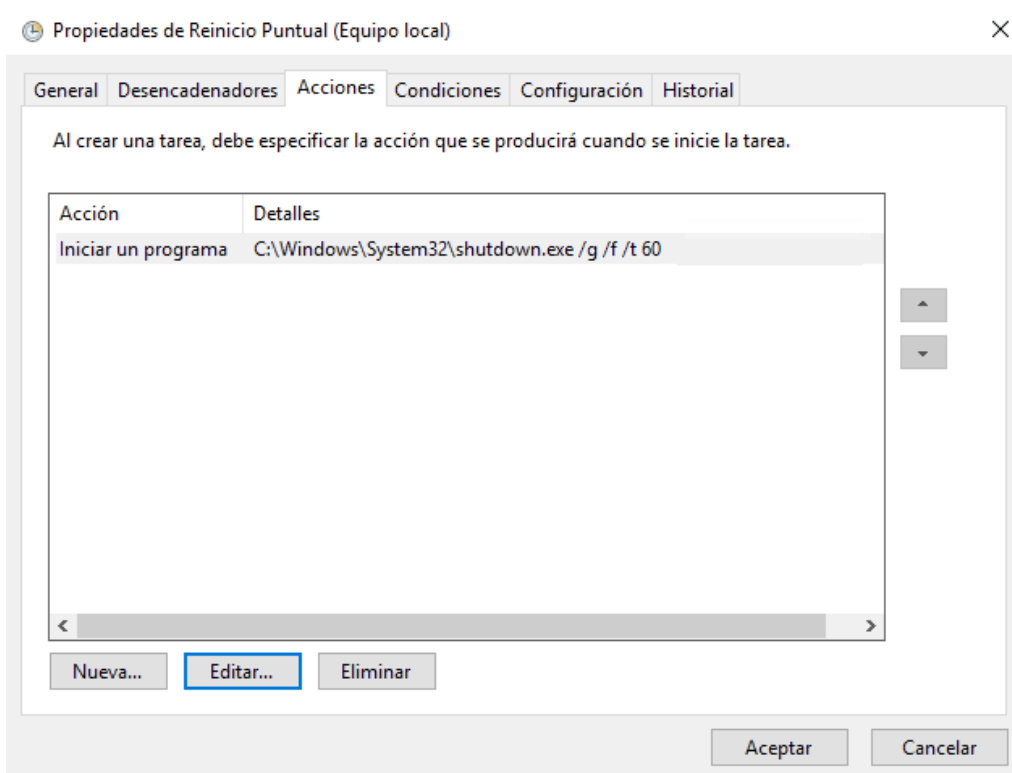 Propiedades de Reinicio Puntual (Equipo local)
General Desencadenadores Acciones Condiciones Configuración Historial
Al crear una tarea, debe especificar la acción que se producirá cuando se inicie la tarea.
Acción Detalles
Iniciar un programa C:\Windows\System32\shutdown.exe /g /f /t 60
Nueva... Editar... Eliminar
Aceptar Cancelar